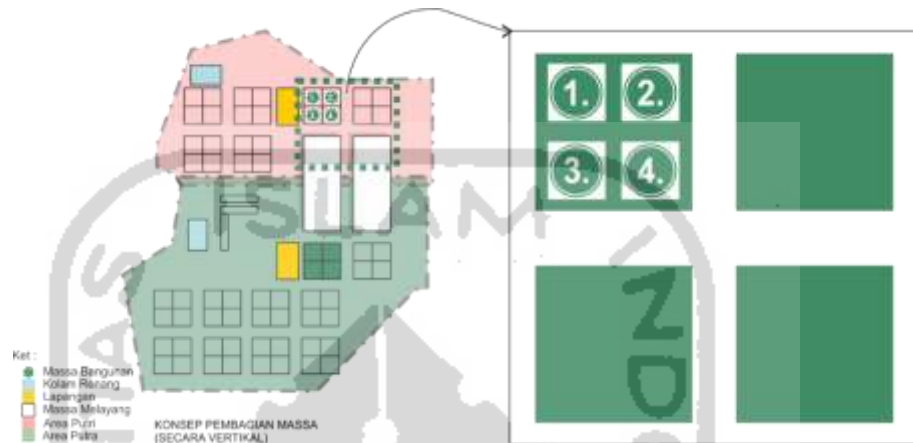 1. 2.
3. 4.
Ket :
Massa Bangunan
Kolam Renang
Lapangan
Massa Melayang
Area Putri
Area Putra
KONSEP PEMBAGIAN MASSA
(SECARA VERTIKAL)
ISLAM